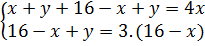 x + y + 16 − x + y = 4x
16 − x + y = 3.(16 − x)